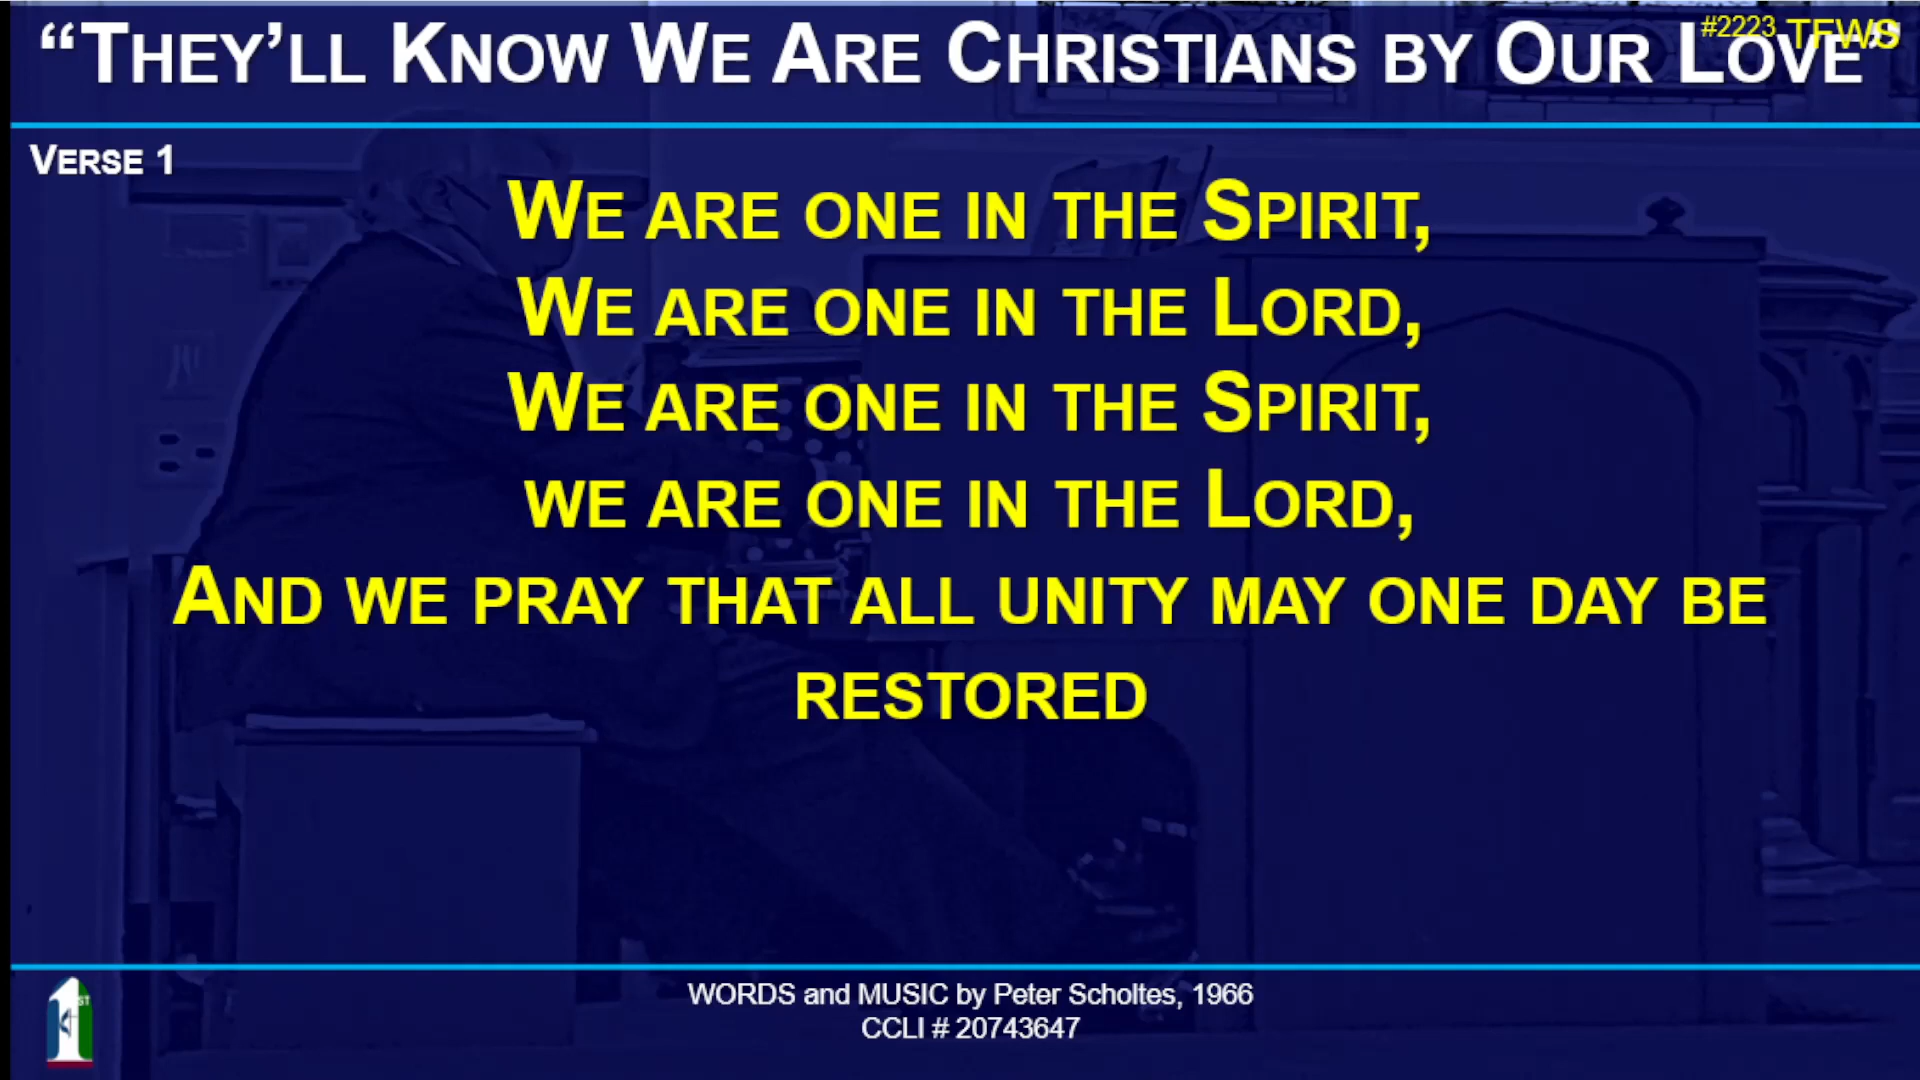 “THEY’LL KNOW WE ARE CHRISTIANS BY OUR LOVE”
#2223 TFWS
VERSE 1
WE ARE ONE IN THE SPIRIT,
WE ARE ONE IN THE LORD,
WE ARE ONE IN THE SPIRIT,
WE ARE ONE IN THE LORD,
AND WE PRAY THAT ALL UNITY MAY ONE DAY BE
RESTORED
1ST
WORDS and MUSIC by Peter Scholtes, 1966
CCLI # 20743647